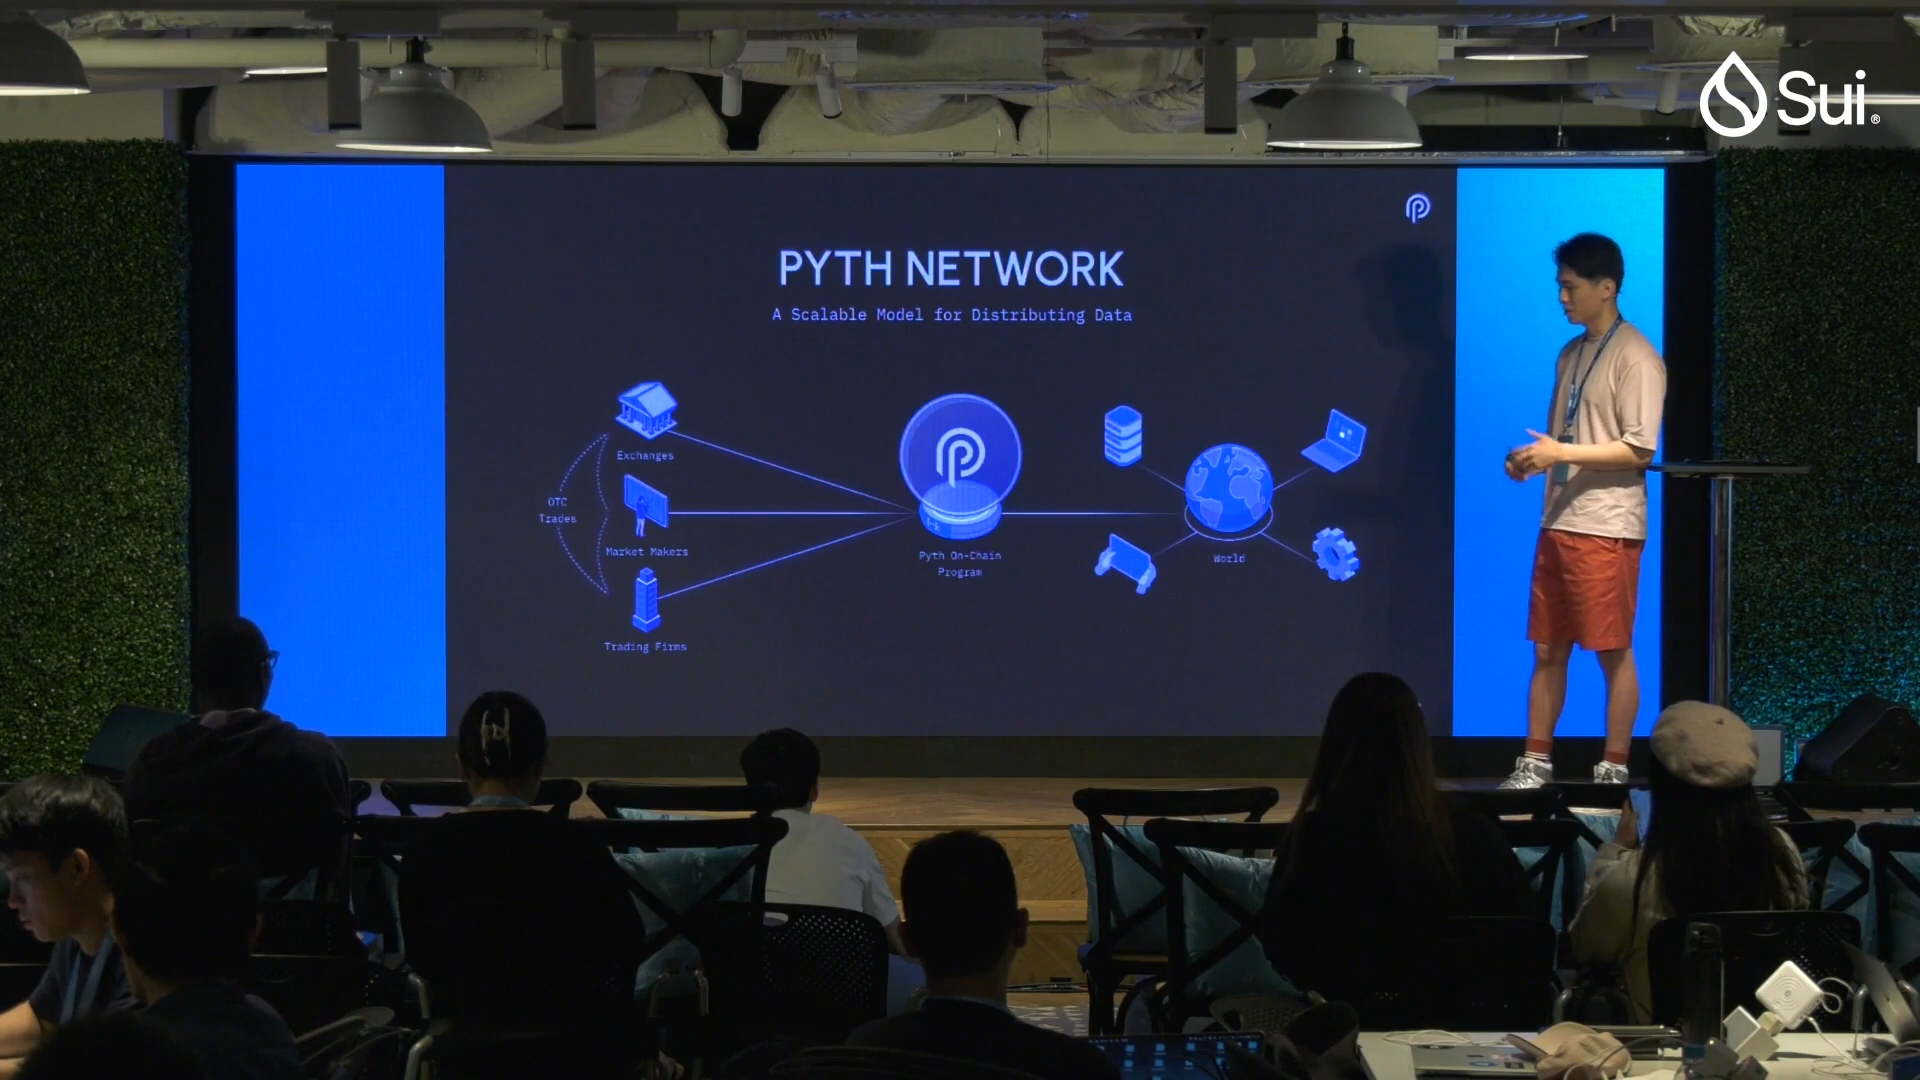 Sui®
PYTH NETWORK
A Scalable Model for Distributing Data
Exchanges
OTC
Trades
Market Makers
Pyth On-Chain
Program
World
Trading Firms